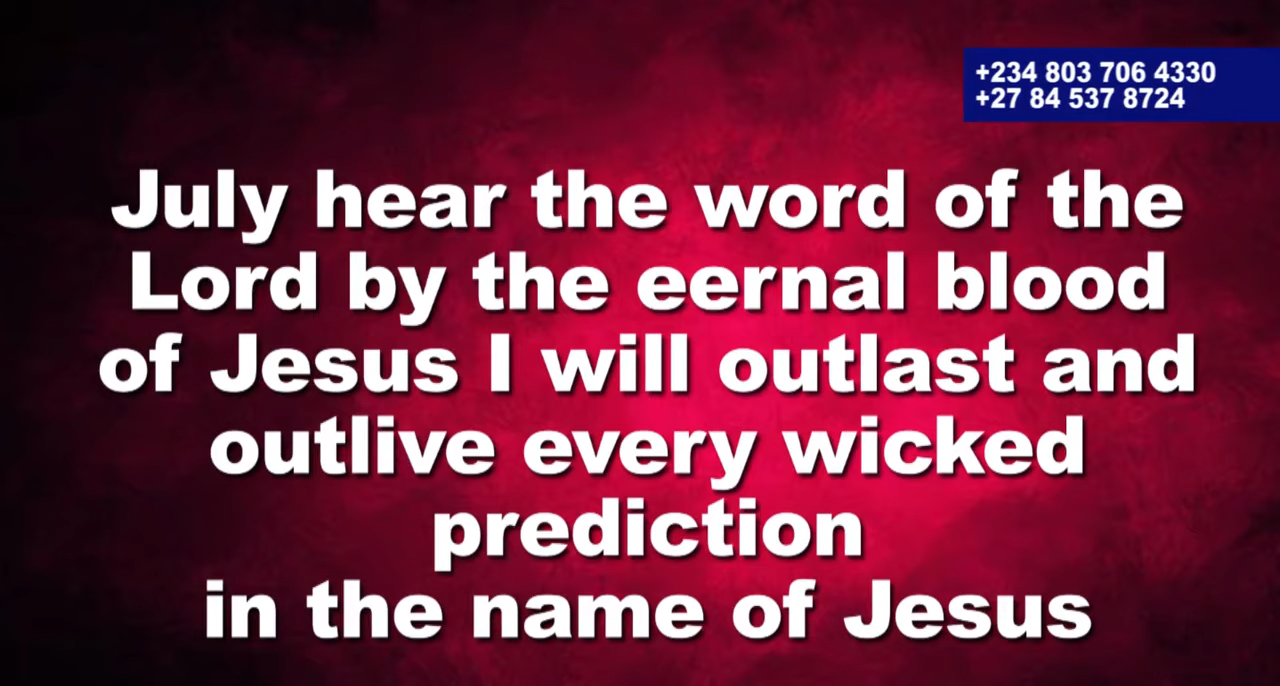 +234 803 706 4330
+27 84 537 8724
July hear the word of the
Lord by the eernal blood
of Jesus I will outlast and
outlive every wicked
prediction
in the name of Jesus